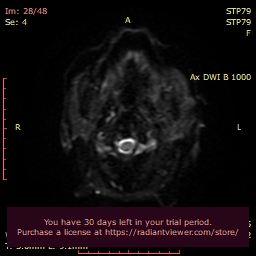 Im: 28/48
Se: 4
A
STP79
STP79
F
Ax DWI B 1000
R
L
You have 30 days left in your trial period.
Purchase a license at https://radiantviewer.com/store/